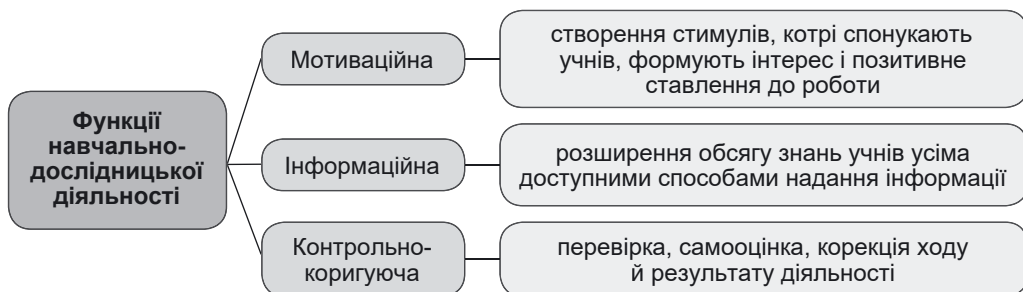 Функції
навчально-
дослідницької
діяльності
Мотиваційна
створення стимулів, котрі спонукають
учнів, формують інтерес і позитивне
ставлення до роботи
Інформаційна
розширення обсягу знань учнів усіма
доступними способами надання інформації
Контрольно-
коригуюча
перевірка, самооцінка, корекція ходу
й результату діяльності